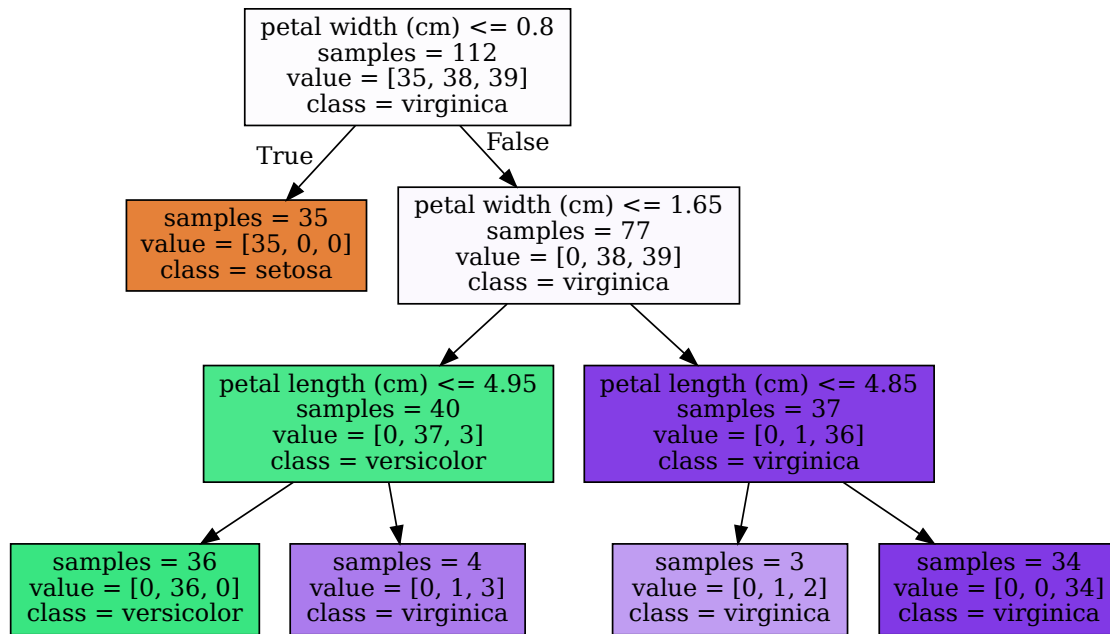 petal width (cm) <= 0.8
samples = 112
value = [35, 38, 39]
class = virginica
True
False
samples = 35
value = [35, 0, 0]
class = setosa
petal width (cm) <= 1.65
samples = 77
value = [0, 38, 39]
class = virginica
petal length (cm) <= 4.95
samples = 40
value = [0, 37, 3]
class = versicolor
petal length (cm) <= 4.85
samples = 37
value = [0, 1, 36]
class = virginica
samples = 36
value = [0, 36, 0]
class = versicolor
samples = 4
value = [0, 1, 3]
class = virginica
samples = 3
value = [0, 1, 2]
class = virginica
samples = 34
value = [0, 0, 34]
class = virginica